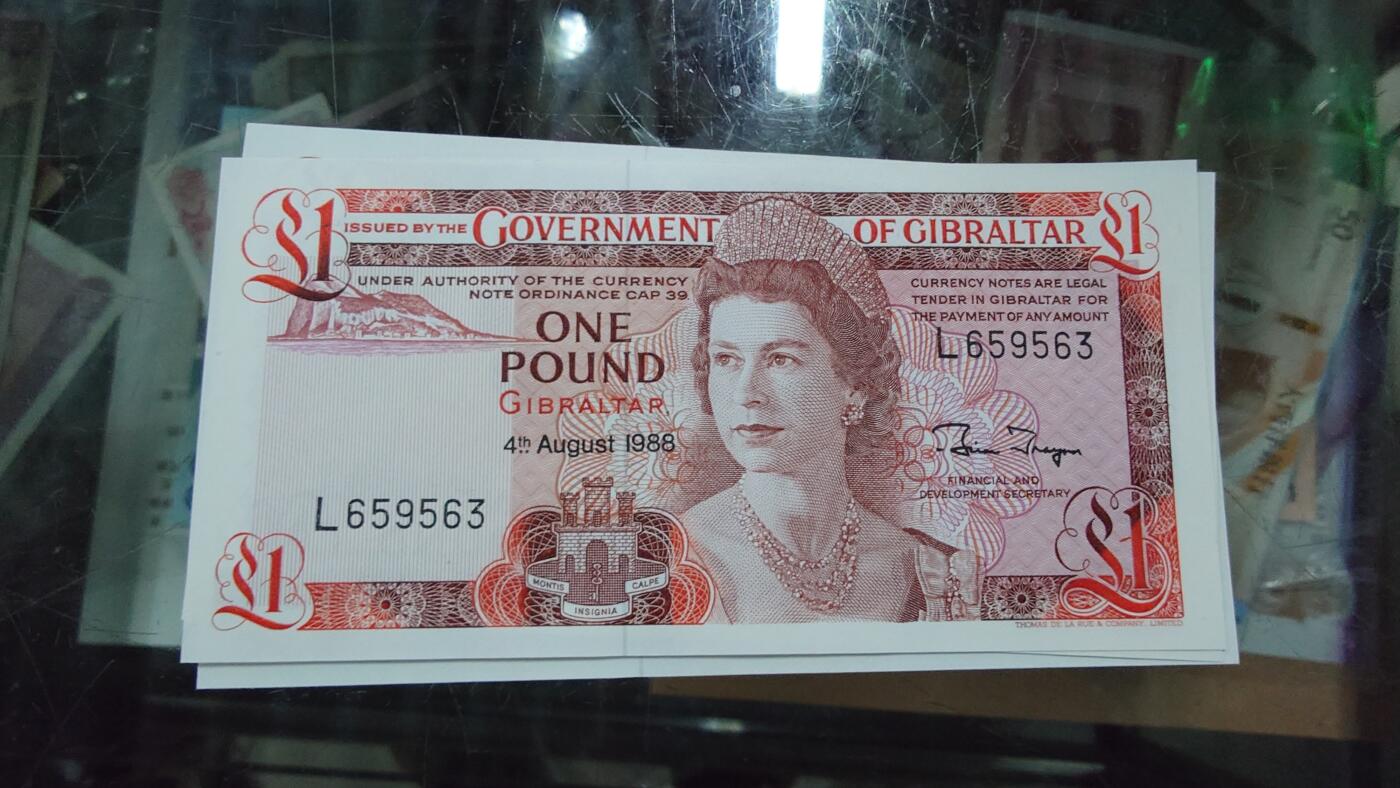 £1 ISSUED BY THE GOVERNMENT OF GIBRALTAR £1
UNDER AUTHORITY OF THE CURRENCY
NOTE ORDINANCE CAP 39
CURRENCY NOTES ARE LEGAL
TENDER IN GIBRALTAR FOR
THE PAYMENT OF ANY AMOUNT
ONE
POUND
GIBRALTAR
4th August 1988
L659563
L659563
FINANCIAL AND
DEVELOPMENT SECRETARY
MONTIS CALPE
INSIGNIA
£1
£1
THOMAS DE LA RUE & COMPANY, LIMITED
50